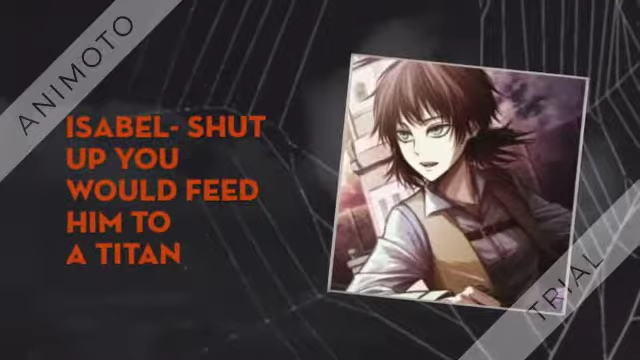 ANIMOTO
ISABEL- SHUT
UP YOU
WOULD FEED
HIM TO
A TITAN
TRIAL